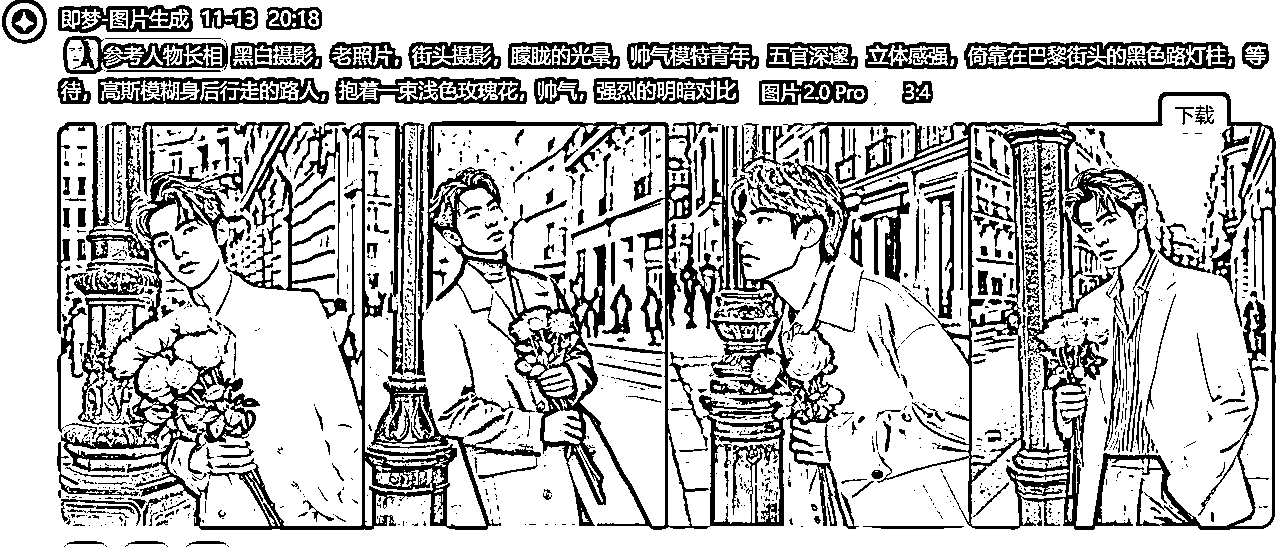 即梦-图片生成 11-13 20:18
参考人物长相 黑白摄影，老照片，街头摄影，朦胧的光晕，帅气模特青年，五官深邃，立体感强，倚靠在巴黎街头的黑色路灯柱，等
待，高斯模糊身后行走的路人，抱着一束浅色玫瑰花，帅气，强烈的明暗对比 图片 2.0 Pro 3:4
下载